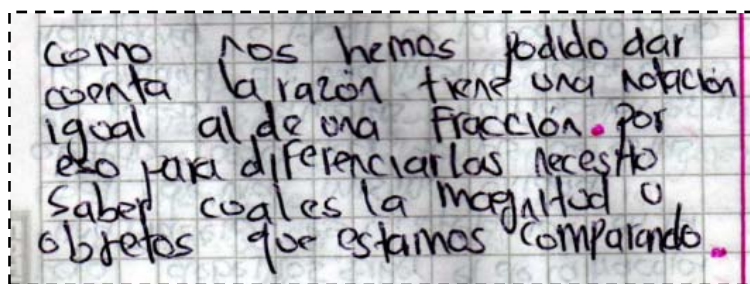 como nos hemos podido dar
cuenta la razón tiene una notación
igual al de una fracción. Por
eso para diferenciarlas necesito
saber cuales la magnitud u
objetos que estamos comparando.